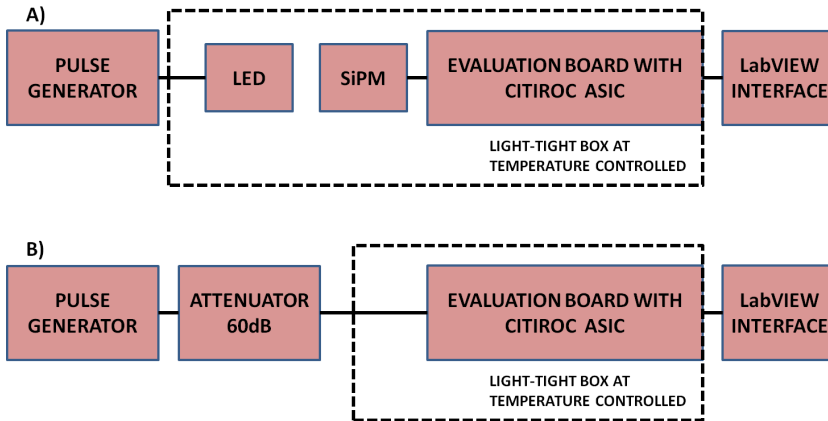 A)
PULSE
GENERATOR
LED
SiPM
EVALUATION BOARD WITH
CITIROC ASIC
LabVIEW
INTERFACE
LIGHT-TIGHT BOX AT
TEMPERATURE CONTROLLED
B)
PULSE
GENERATOR
ATTENUATOR
60dB
EVALUATION BOARD WITH
CITIROC ASIC
LabVIEW
INTERFACE
LIGHT-TIGHT BOX AT
TEMPERATURE CONTROLLED